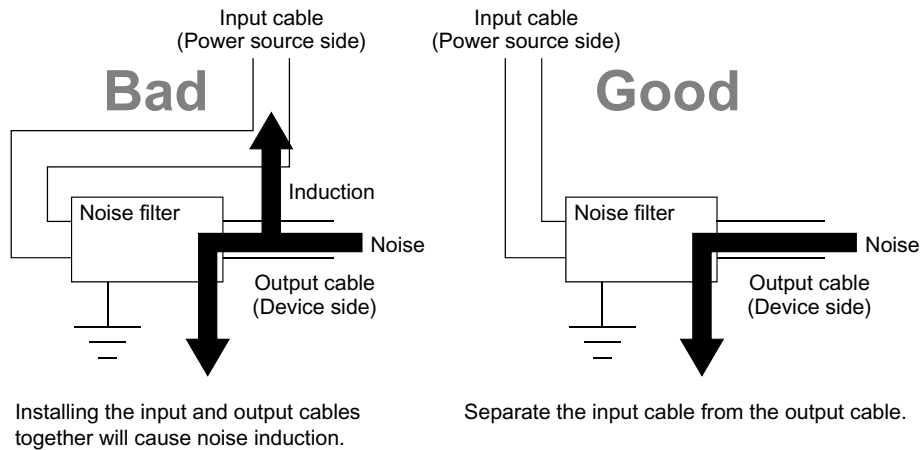 Input cable
(Power source side)
Bad
Induction
Noise filter
Noise
Output cable
(Device side)
Installing the input and output cables
together will cause noise induction.
Input cable
(Power source side)
Good
Noise filter
Noise
Output cable
(Device side)
Separate the input cable from the output cable.